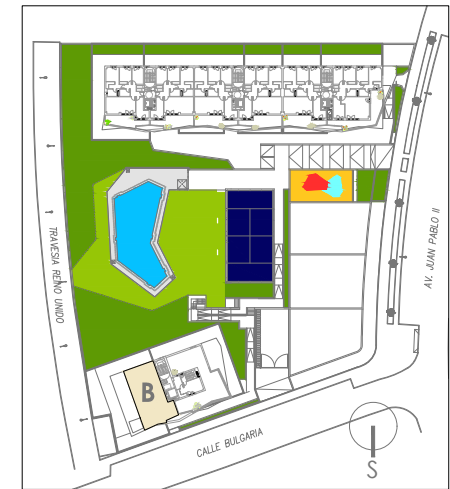 TRAVESIA REINO UNIDO
AV. JUAN PABLO II
B
CALLE BULGARIA
S